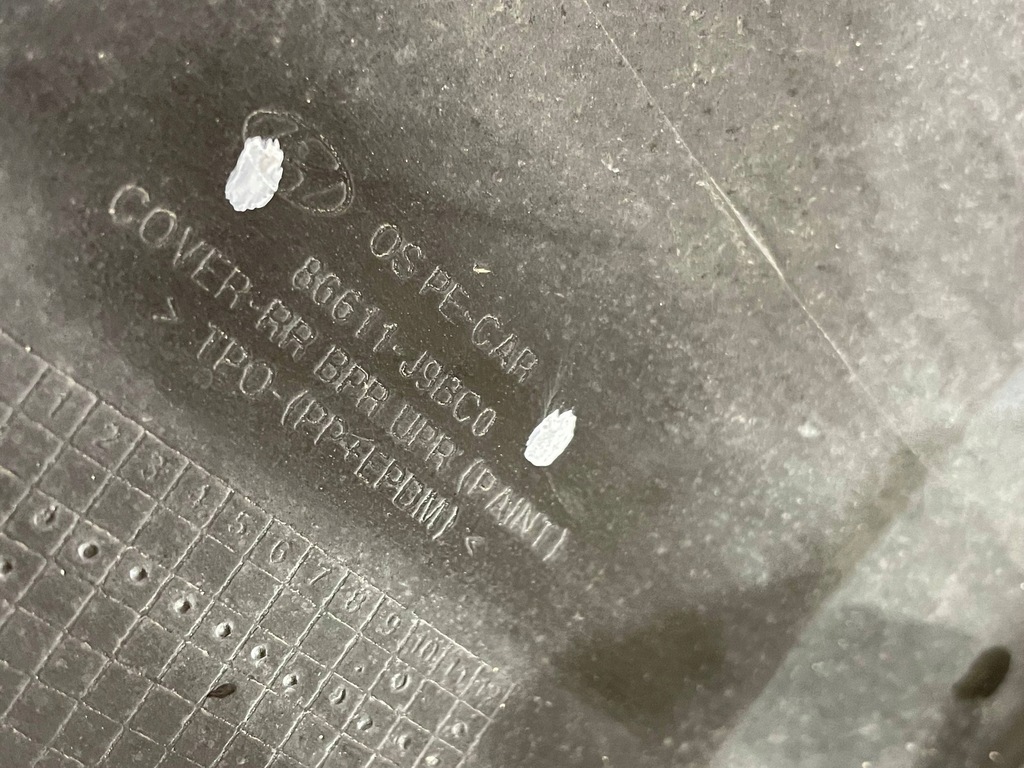 OS PE-CAR
86611-J9BC0
COVER-RR BPR UPR (PAINT)
> TPO-(PP+EPDM) <
1 2 3 4 5 6 7 8 9 10 11 12